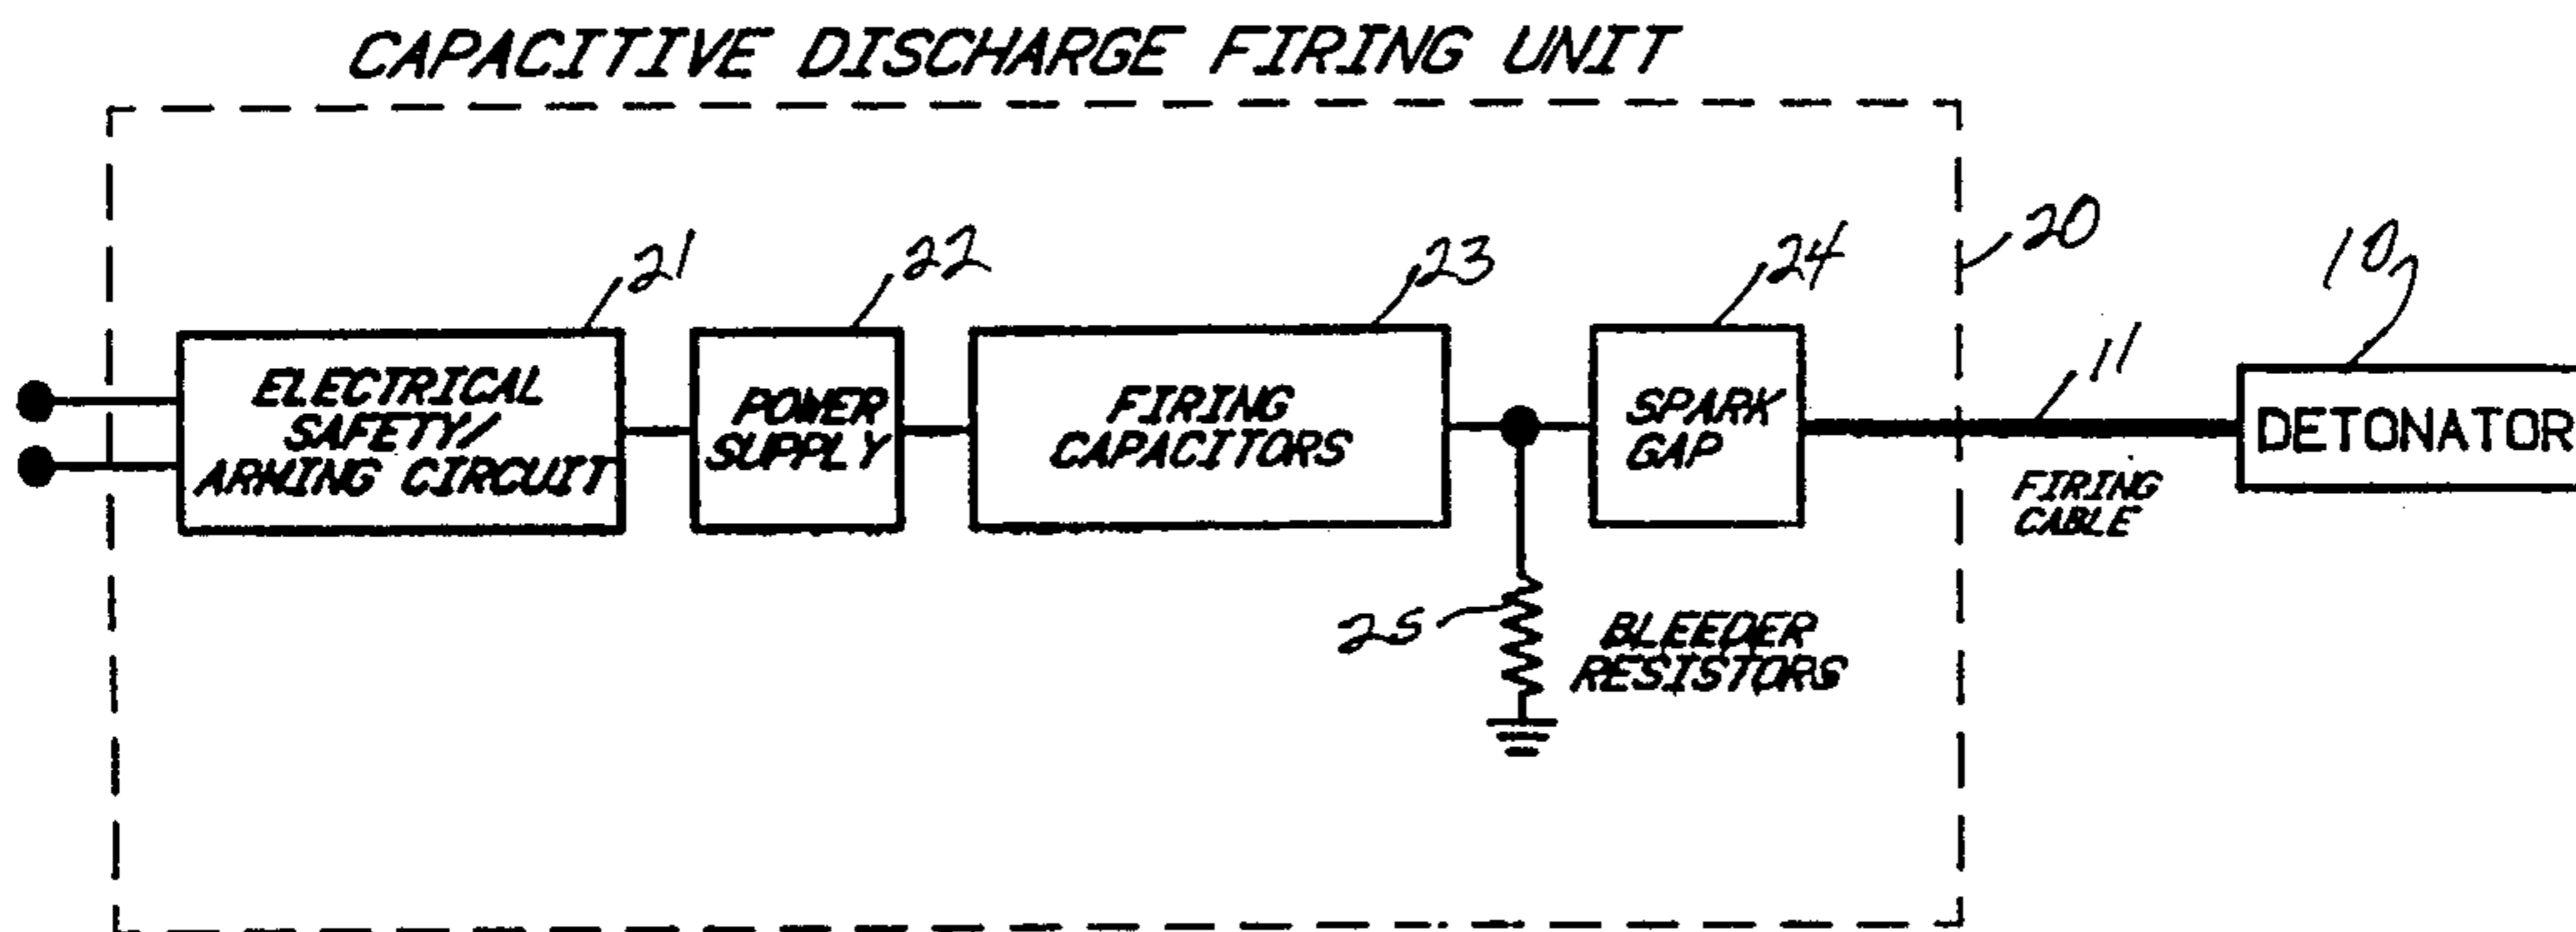 CAPACITIVE DISCHARGE FIRING UNIT
20
21
22
23
24
10
11
ELECTRICAL
SAFETY/
ARMING CIRCUIT
POWER
SUPPLY
FIRING
CAPACITORS
SPARK
GAP
DETONATOR
FIRING
CABLE
25
BLEEDER
RESISTORS